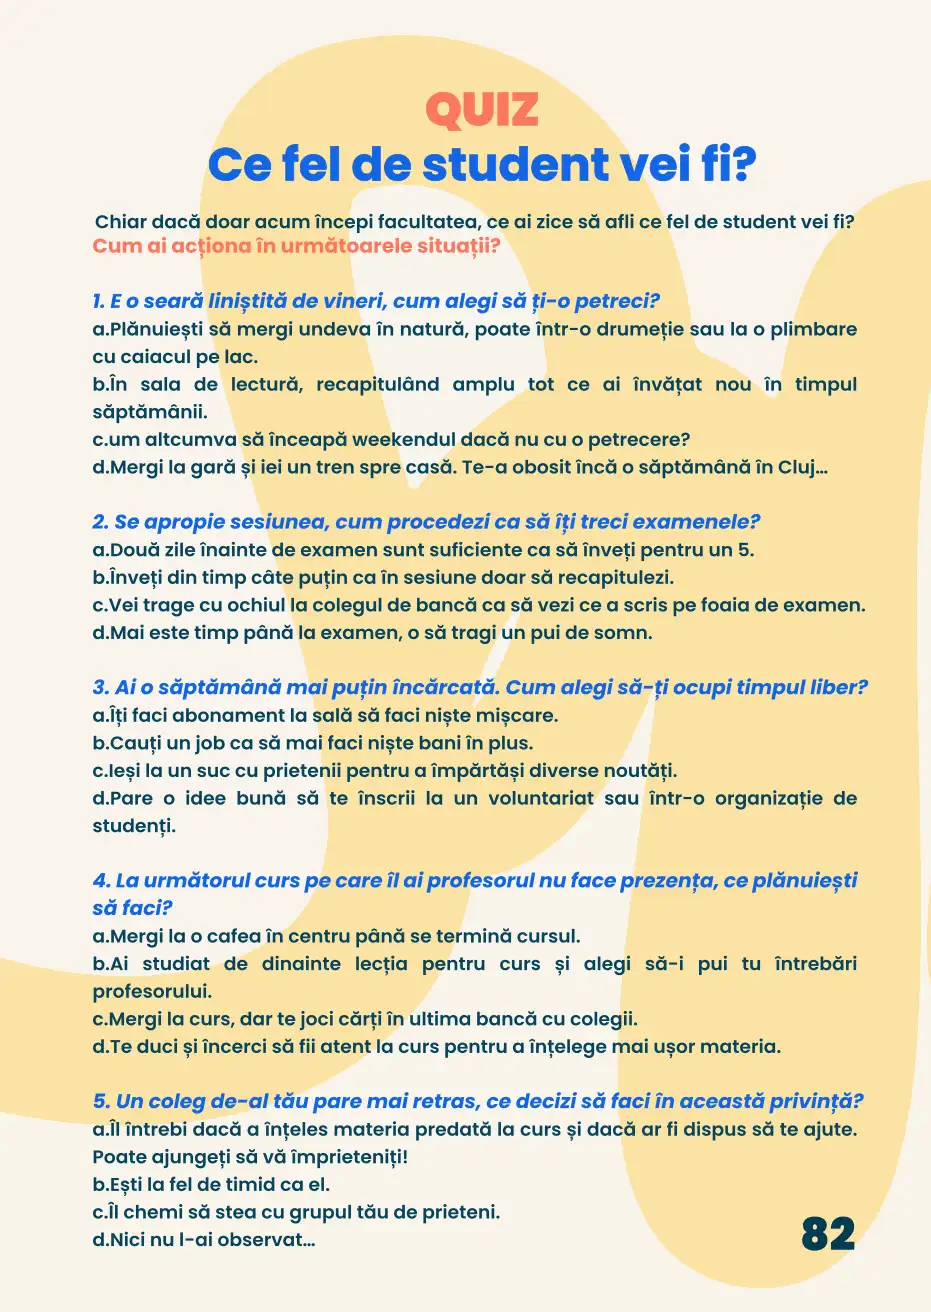 QUIZ
Ce fel de student vei fi?
Chiar dacă doar acum începi facultatea, ce ai zice să afli ce fel de student vei fi?
Cum ai acționa în următoarele situații?
1. E o seară liniștită de vineri, cum alegi să ți-o petreci?
a.Plănuiești să mergi undeva în natură, poate într-o drumeție sau la o plimbare
cu caiacul pe lac.
b.În sala de lectură, recapitulând amplu tot ce ai învățat nou în timpul
săptămânii.
c.um altcumva să înceapă weekendul dacă nu cu o petrecere?
d.Mergi la gară și iei un tren spre casă. Te-a obosit încă o săptămână în Cluj...
2. Se apropie sesiunea, cum procedezi ca să îți treci examenele?
a.Două zile înainte de examen sunt suficiente ca să înveți pentru un 5.
b.Înveți din timp câte puțin ca în sesiune doar să recapitulezi.
c.Vei trage cu ochiul la colegul de bancă ca să vezi ce a scris pe foaia de examen.
d.Mai este timp până la examen, o să tragi un pui de somn.
3. Ai o săptămână mai puțin încărcată. Cum alegi să-ți ocupi timpul liber?
a.Îți faci abonament la sală să faci niște mișcare.
b.Cauți un job ca să mai faci niște bani în plus.
c.Ieși la un suc cu prietenii pentru a împărtăși diverse noutăți.
d.Pare o idee bună să te înscrii la un voluntariat sau într-o organizație de
studenți.
4. La următorul curs pe care îl ai profesorul nu face prezența, ce plănuiești
să faci?
a.Mergi la o cafea în centru până se termină cursul.
b.Ai studiat de dinainte lecția pentru curs și alegi să-i pui tu întrebări
profesorului.
c.Mergi la curs, dar te joci cărți în ultima bancă cu colegii.
d.Te duci și încerci să fii atent la curs pentru a înțelege mai ușor materia.
5. Un coleg de-al tău pare mai retras, ce decizi să faci în această privință?
a.Îl întrebi dacă a înțeles materia predată la curs și dacă ar fi dispus să te ajute.
Poate ajungeți să vă împrieteniți!
b.Ești la fel de timid ca el.
c.Îl chemi să stea cu grupul tău de prieteni.
d.Nici nu l-ai observat...
82